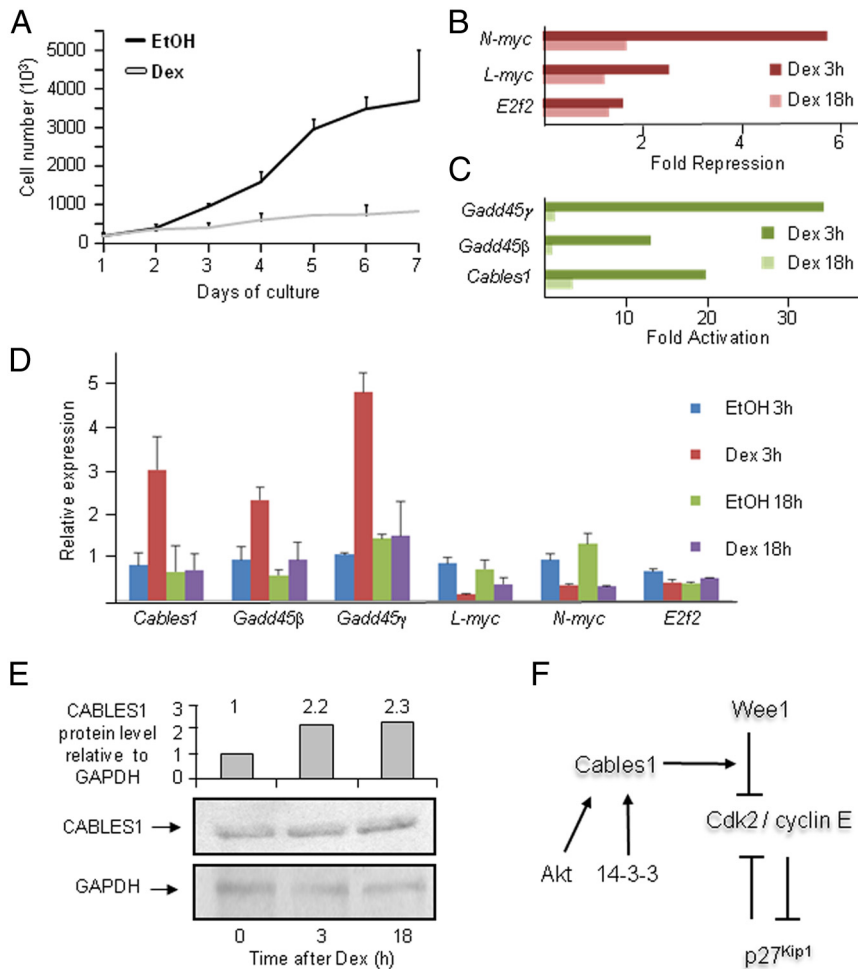 A
Cell number (10³)
5000
4000
3000
2000
1000
0
EtOH
Dex
1 2 3 4 5 6 7
Days of culture
B
N-myc
L-myc
E2f2
Dex 3h
Dex 18h
2 4 6
Fold Repression
C
Gadd45γ
Gadd45β
Cables1
Dex 3h
Dex 18h
10 20 30
Fold Activation
D
Relative expression
5
4
3
2
1
EtOH 3h
Dex 3h
EtOH 18h
Dex 18h
Cables1 Gadd45β Gadd45γ L-myc N-myc E2f2
E
CABLES1
protein level
relative to
GAPDH
3
2
1
0
1 2.2 2.3
CABLES1
GAPDH
0 3 18
Time after Dex (h)
F
Wee1
Cables1
Cdk2 / cyclin E
Akt 14-3-3
p27Kip1